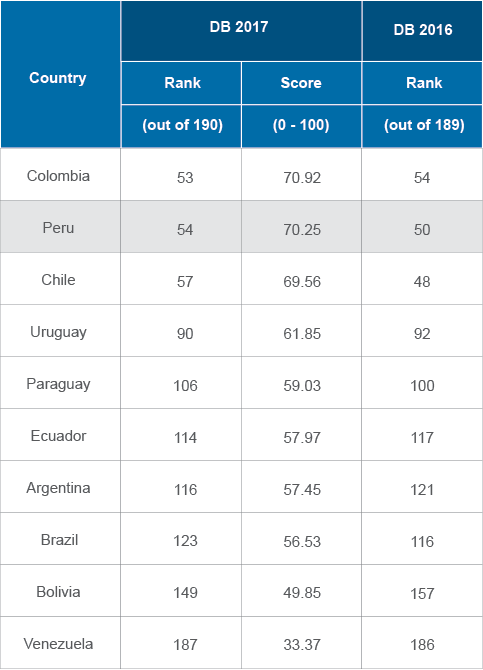 DB 2017 DB 2016
Country Rank Score Rank
(out of 190) (0 - 100) (out of 189)
Colombia 53 70.92 54
Peru 54 70.25 50
Chile 57 69.56 48
Uruguay 90 61.85 92
Paraguay 106 59.03 100
Ecuador 114 57.97 117
Argentina 116 57.45 121
Brazil 123 56.53 116
Bolivia 149 49.85 157
Venezuela 187 33.37 186